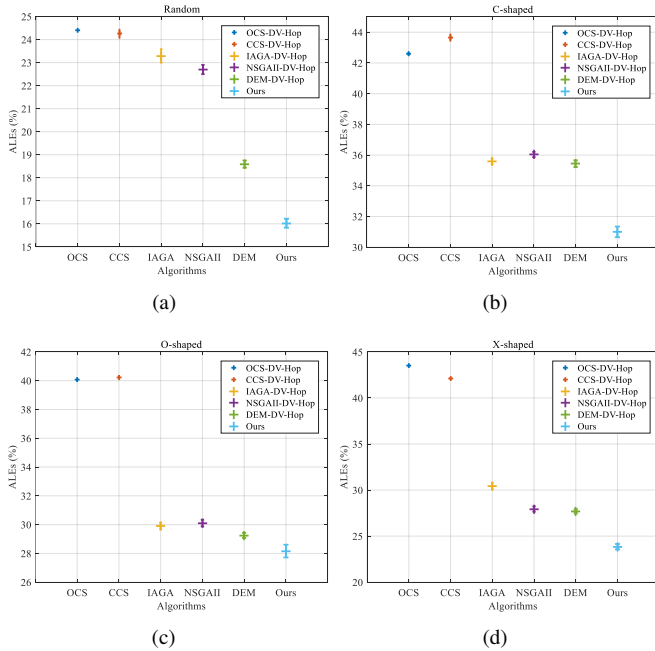 Random
25
24
23
22
21
20
19
18
17
16
15
ALEs (%)
OCS-DV-Hop
CCS-DV-Hop
IAGA-DV-Hop
NSGAII-DV-Hop
DEM-DV-Hop
Ours
OCS CCS IAGA NSGAII DEM Ours
Algorithms
(a)
C-shaped
44
42
40
38
36
34
32
30
ALEs (%)
OCS-DV-Hop
CCS-DV-Hop
IAGA-DV-Hop
NSGAII-DV-Hop
DEM-DV-Hop
Ours
OCS CCS IAGA NSGAII DEM Ours
Algorithms
(b)
O-shaped
42
40
38
36
34
32
30
28
26
ALEs (%)
OCS-DV-Hop
CCS-DV-Hop
IAGA-DV-Hop
NSGAII-DV-Hop
DEM-DV-Hop
Ours
OCS CCS IAGA NSGAII DEM Ours
Algorithms
(c)
X-shaped
45
40
35
30
25
20
ALEs (%)
OCS-DV-Hop
CCS-DV-Hop
IAGA-DV-Hop
NSGAII-DV-Hop
DEM-DV-Hop
Ours
OCS CCS IAGA NSGAII DEM Ours
Algorithms
(d)